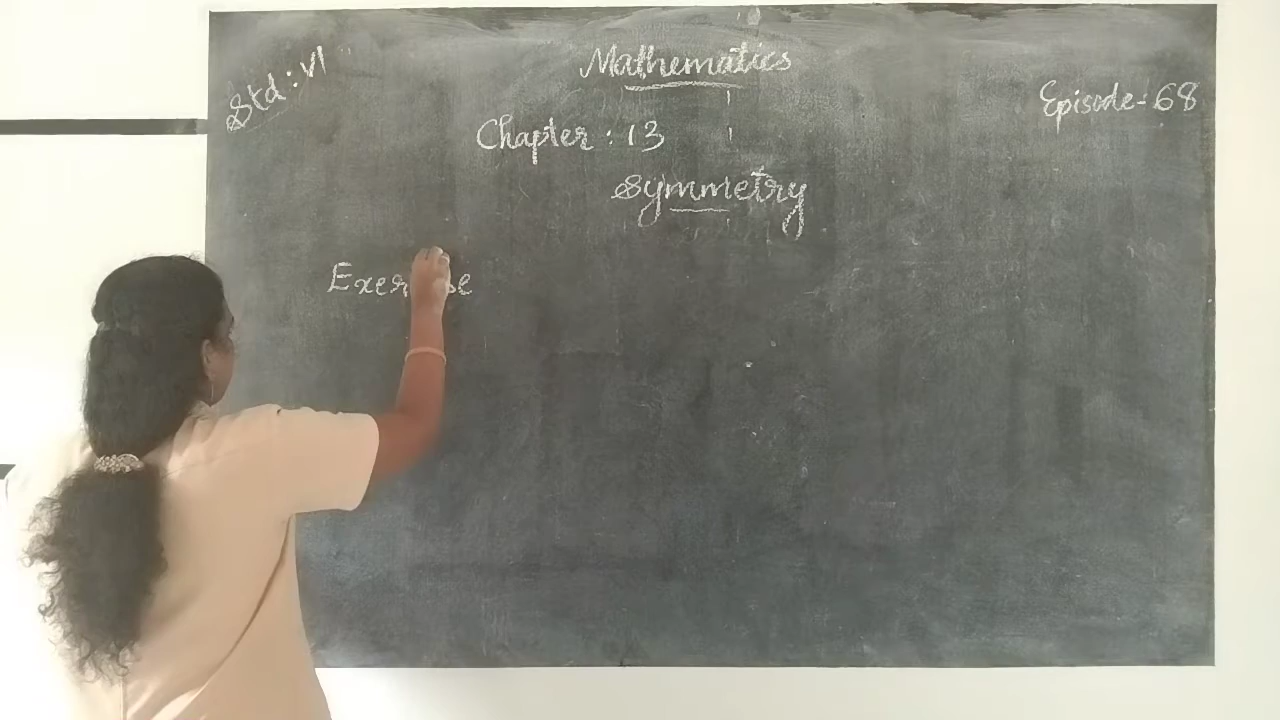 Std : VI
Mathematics
Episode - 68
Chapter : 13
Symmetry